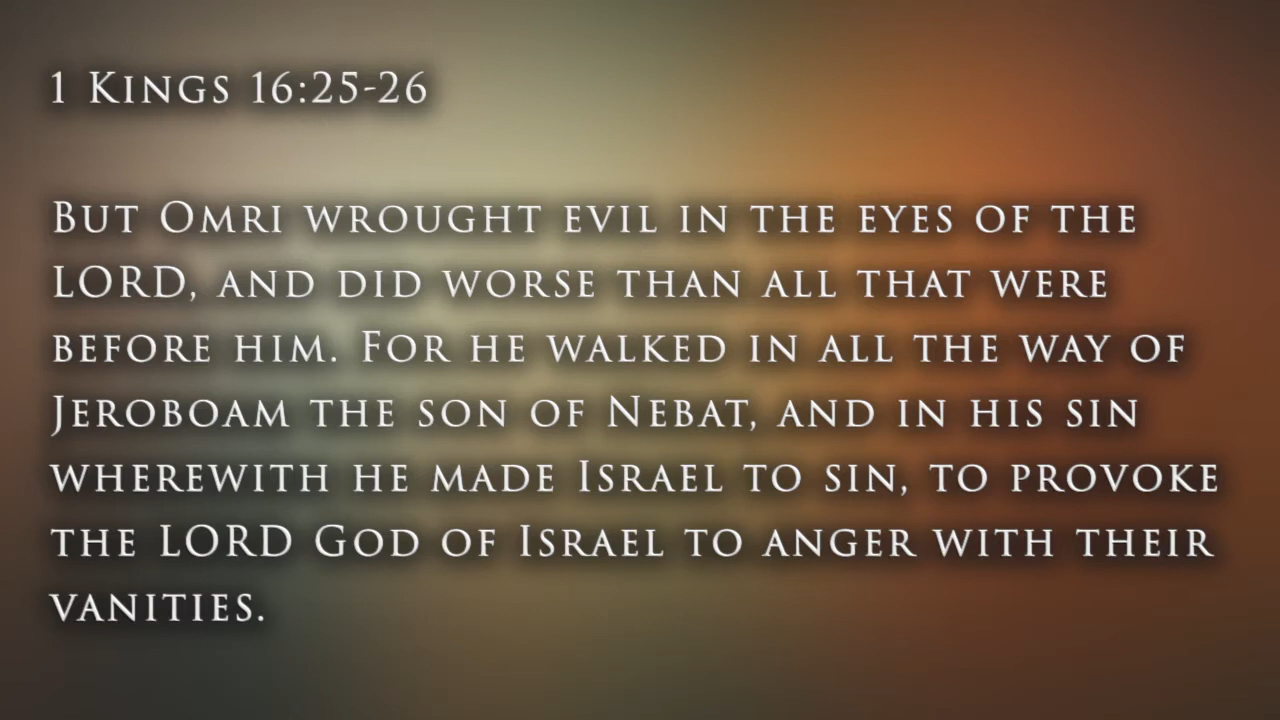 1 Kings 16:25-26
But Omri wrought evil in the eyes of the
LORD, and did worse than all that were
before him. For he walked in all the way of
Jeroboam the son of Nebat, and in his sin
wherewith he made Israel to sin, to provoke
the LORD God of Israel to anger with their
vanities.